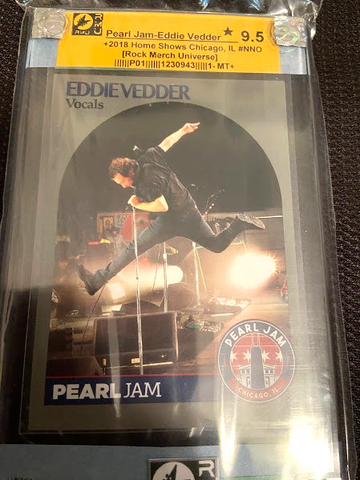 Pearl Jam-Eddie Vedder ★ 9.5
+2018 Home Shows Chicago, IL #NNO
[Rock Merch Universe]
||||||P01||||||1230943|||||1- MT+
EDDIE VEDDER
Vocals
PEARL JAM
CHICAGO, IL
PEARL JAM
R